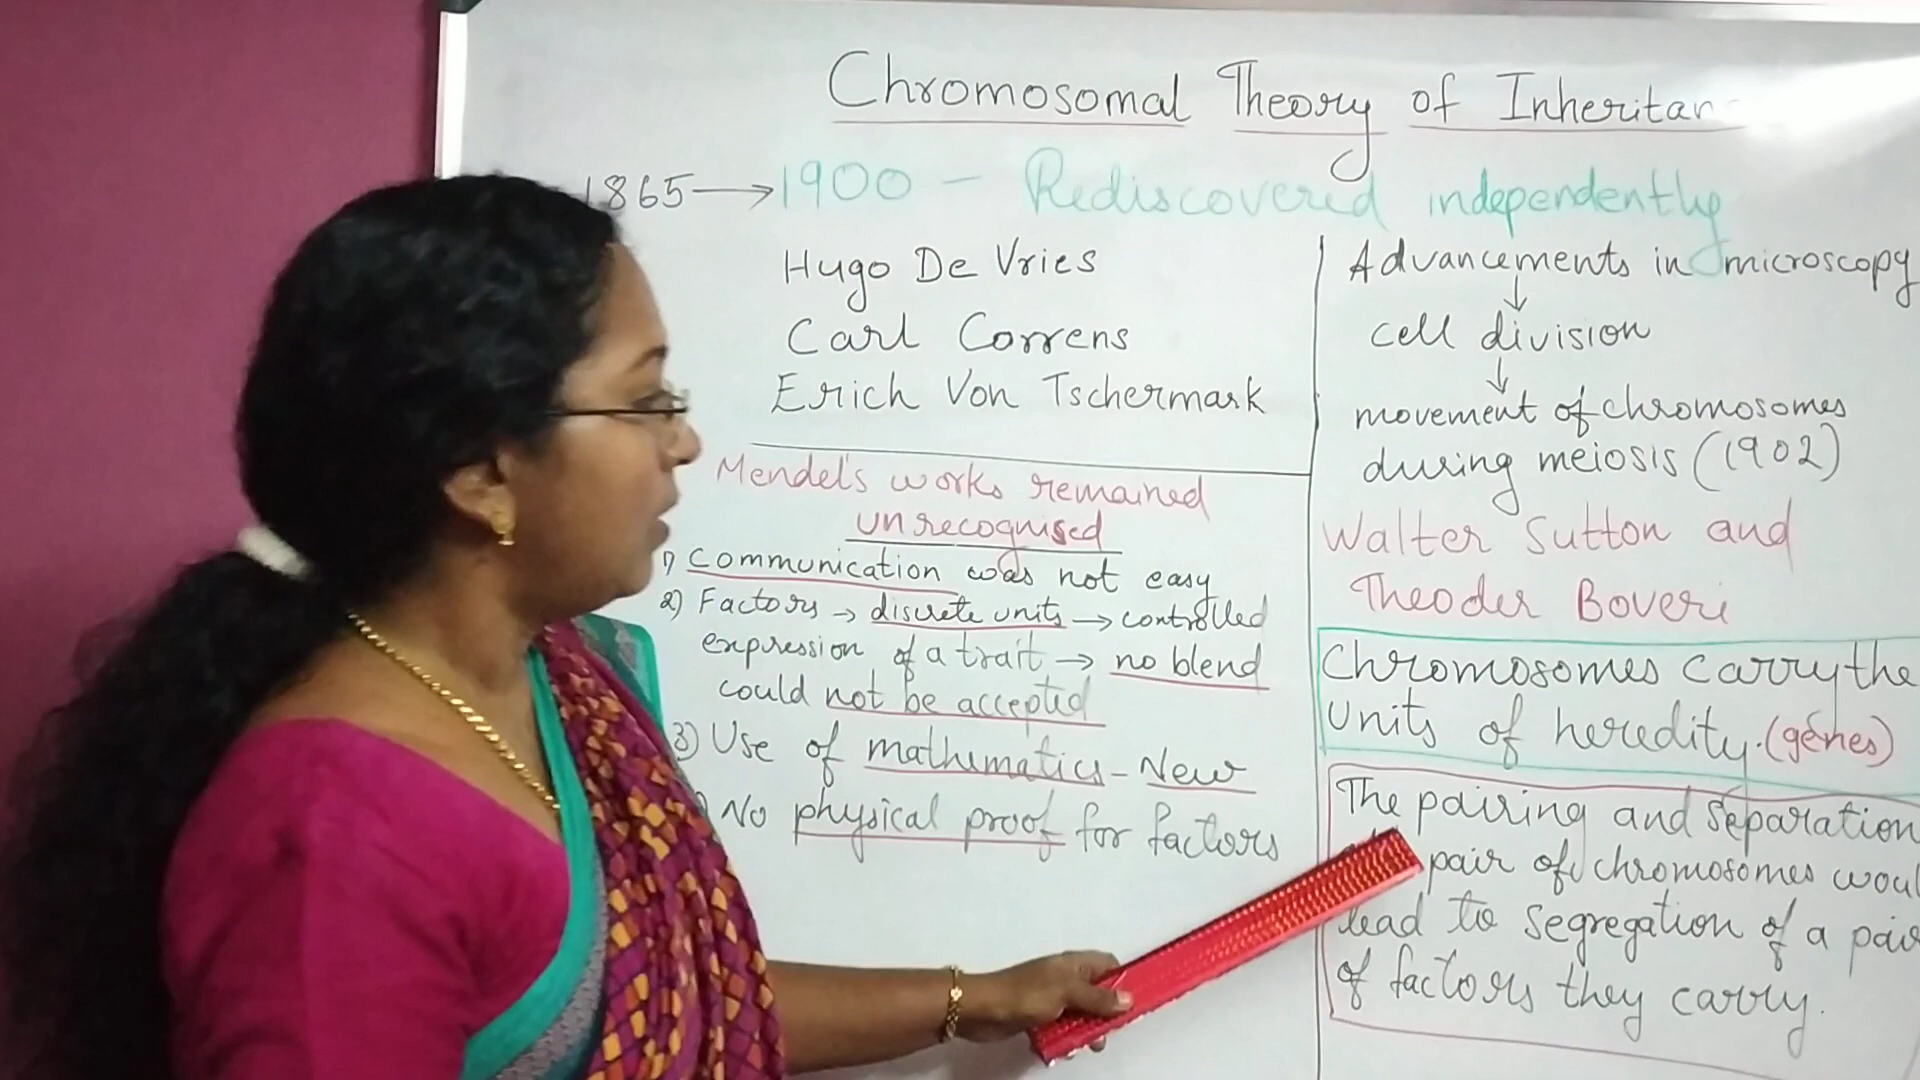 Chromosomal Theory of Inheritan
1865 → 1900 - Rediscovered independently
Hugo De Vries
Carl Correns
Erich Von Tschermark
Mendel's works remained
unrecognised
1) Communication was not easy
2) Factors → discrete units → controlled
expression of a trait → no blend
could not be accepted
3) Use of mathematics - New
) No physical proof for factors
Advancements in microscopy
↓
cell division
↓
movement of chromosomes
during meiosis (1902)
Walter Sutton and
Theoder Boveri
Chromosomes carry the
Units of heredity. (genes)
The pairing and separation
pair of chromosomes woul
lead to segregation of a pair
of factors they carry.